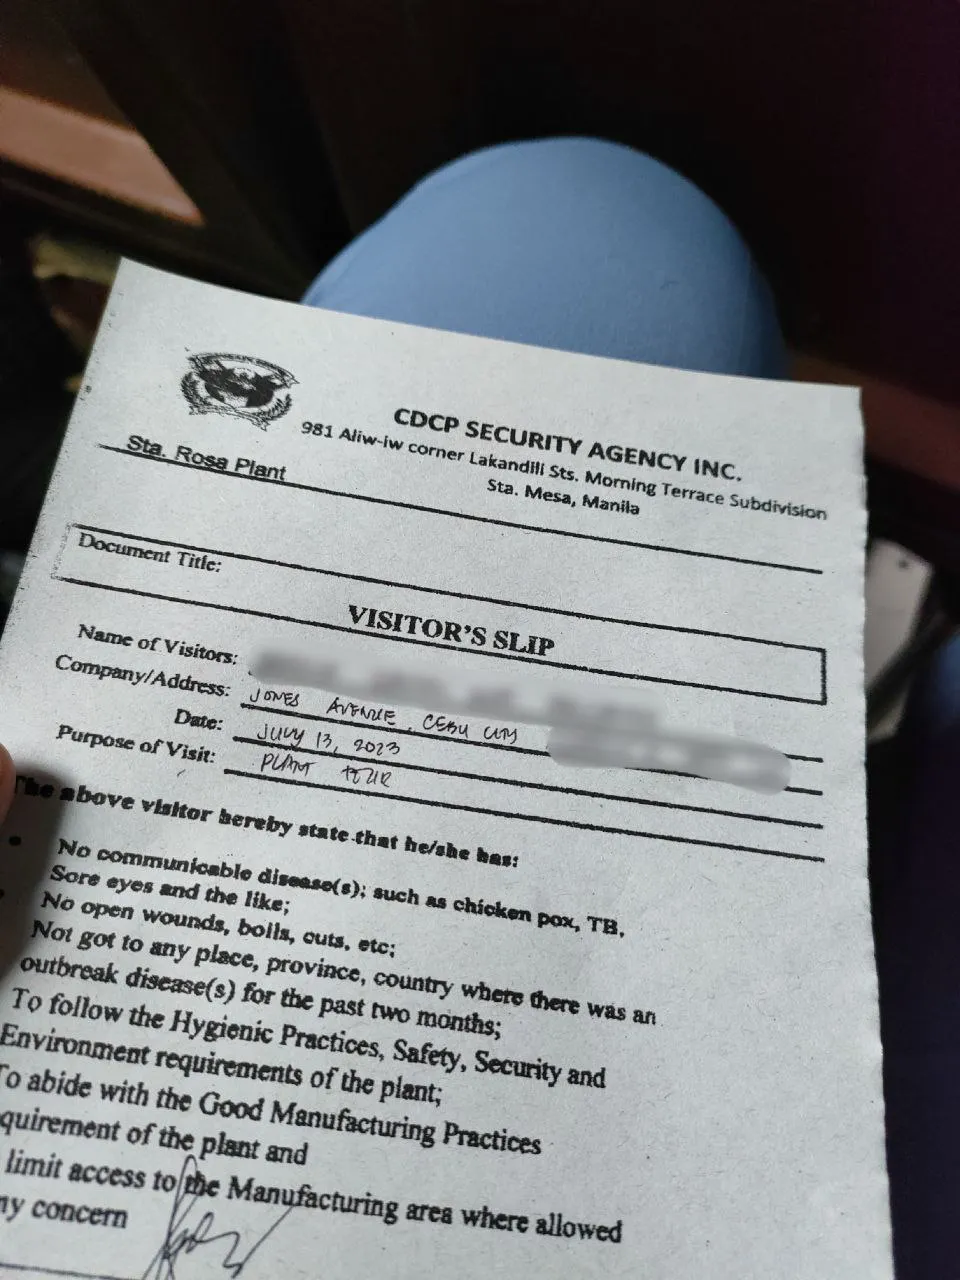 CDCP SECURITY AGENCY INC.
981 Aliw-iw corner Lakandili Sts. Morning Terrace Subdivision
Sta. Mesa, Manila
Sta. Rosa Plant
Document Title:
VISITOR'S SLIP
Name of Visitors:
Company/Address: JONES AVENUE, CEBU CITY
Date: JULY 13, 2023
Purpose of Visit: PLANT TOUR
The above visitor hereby state that he/she has:
No communicable disease(s); such as chicken pox, TB,
Sore eyes and the like;
No open wounds, boils, cuts, etc;
Not got to any place, province, country where there was an
outbreak disease(s) for the past two months;
To follow the Hygienic Practices, Safety, Security and
Environment requirements of the plant;
To abide with the Good Manufacturing Practices
quirement of the plant and
limit access to the Manufacturing area where allowed
ny concern